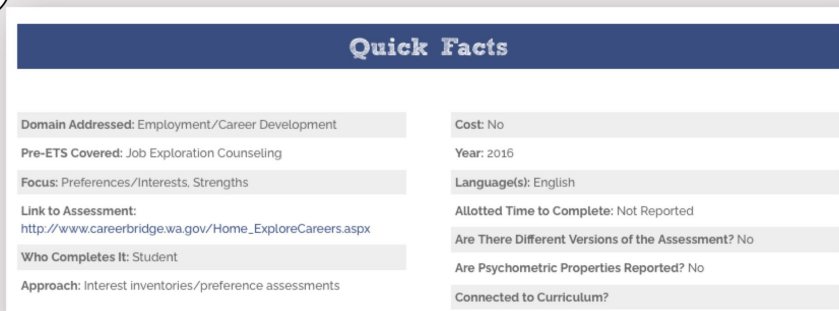 Quick Facts
Domain Addressed: Employment/Career Development
Pre-ETS Covered: Job Exploration Counseling
Focus: Preferences/Interests, Strengths
Link to Assessment:
http://www.careerbridge.wa.gov/Home_ExploreCareers.aspx
Who Completes It: Student
Approach: Interest inventories/preference assessments
Cost: No
Year: 2016
Language(s): English
Allotted Time to Complete: Not Reported
Are There Different Versions of the Assessment? No
Are Psychometric Properties Reported? No
Connected to Curriculum?